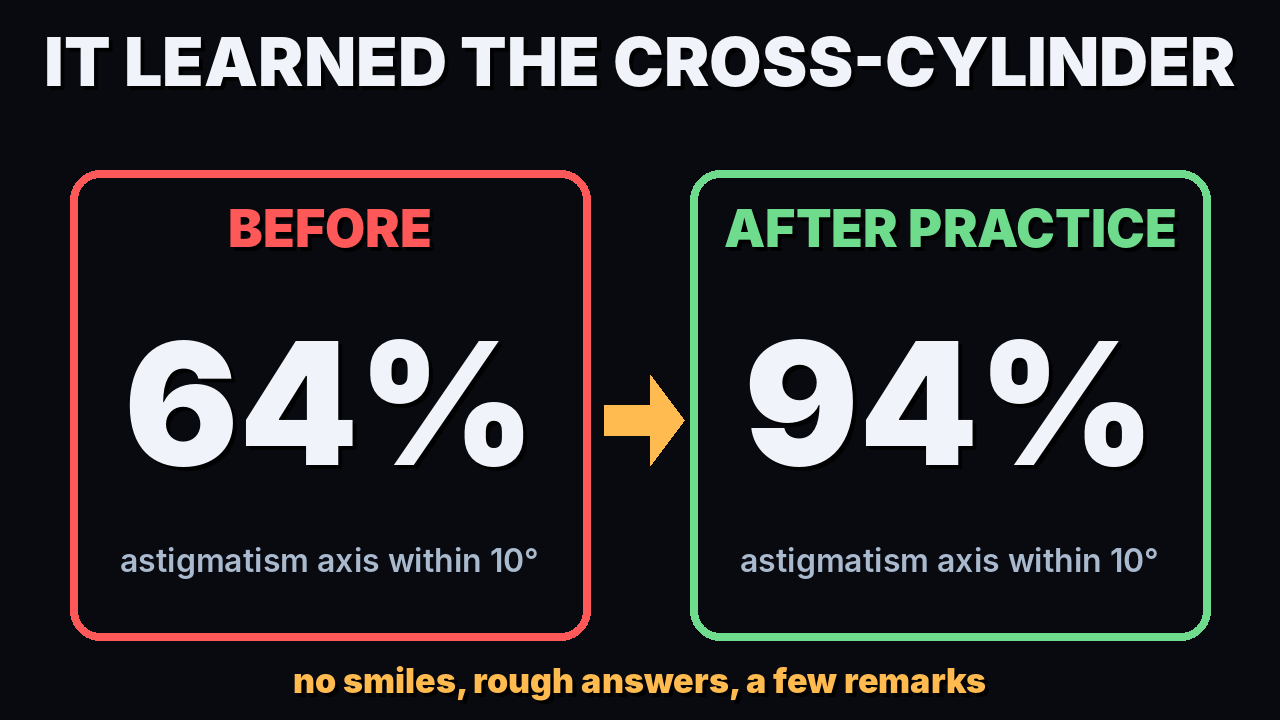 IT LEARNED THE CROSS-CYLINDER
BEFORE
64%
astigmatism axis within 10°
AFTER PRACTICE
94%
astigmatism axis within 10°
no smiles, rough answers, a few remarks